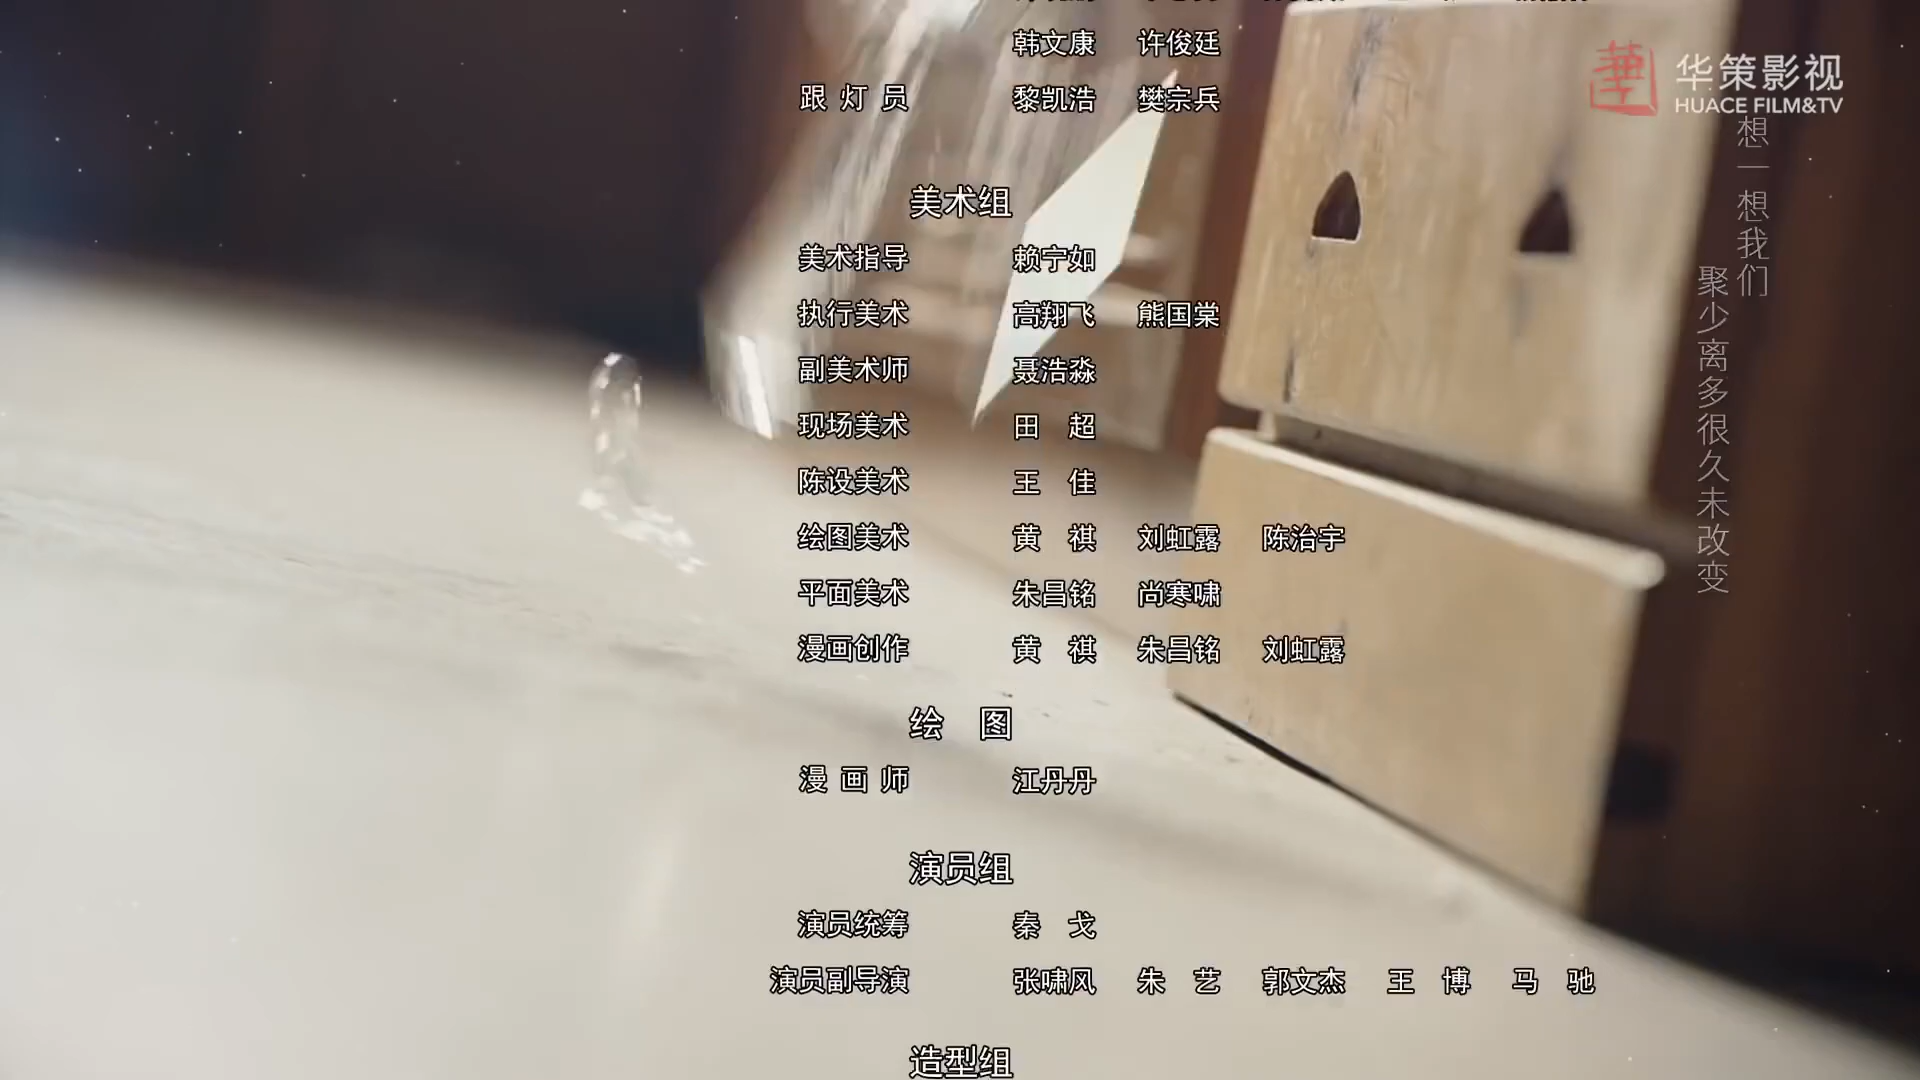 韩文康 许俊廷
跟灯员 黎凯浩 樊宗兵
美术组
美术指导 赖宁如
执行美术 高翔飞 熊国棠
副美术师 聂浩淼
现场美术 田超
陈设美术 王佳
绘图美术 黄祺 刘虹露 陈治宇
平面美术 朱昌铭 尚寒啸
漫画创作 黄祺 朱昌铭 刘虹露
绘图
漫画师 江丹丹
演员组
演员统筹 秦戈
演员副导演 张啸风 朱艺 郭文杰 王博 马驰
造型组
華
华策影视
HUACE FILM&TV
想一想我们
聚少离多很久未改变